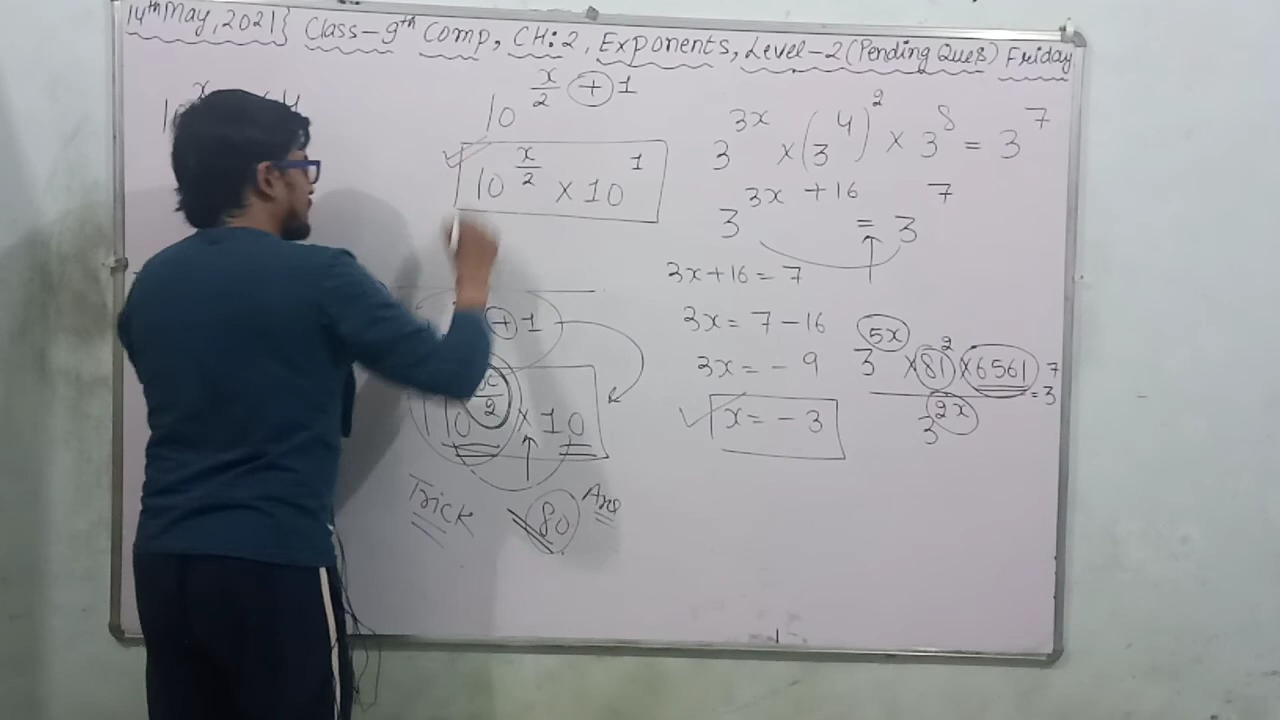 14th May, 2021} Class-9th Comp, CH:2, Exponents, Level-2 (Pending Ques) Friday
10^(x/2 + 1)
10^(x/2) × 10^1
+ 1
10^(x/2) × 10
Trick
80 Ans
3^(3x) × (3^4)^2 × 3^8 = 3^7
3^(3x + 16) = 3^7
3x + 16 = 7
3x = 7 - 16
3x = - 9
x = - 3
3^(5x) × 81^2 × 6561 / 3^(2x) = 3^7